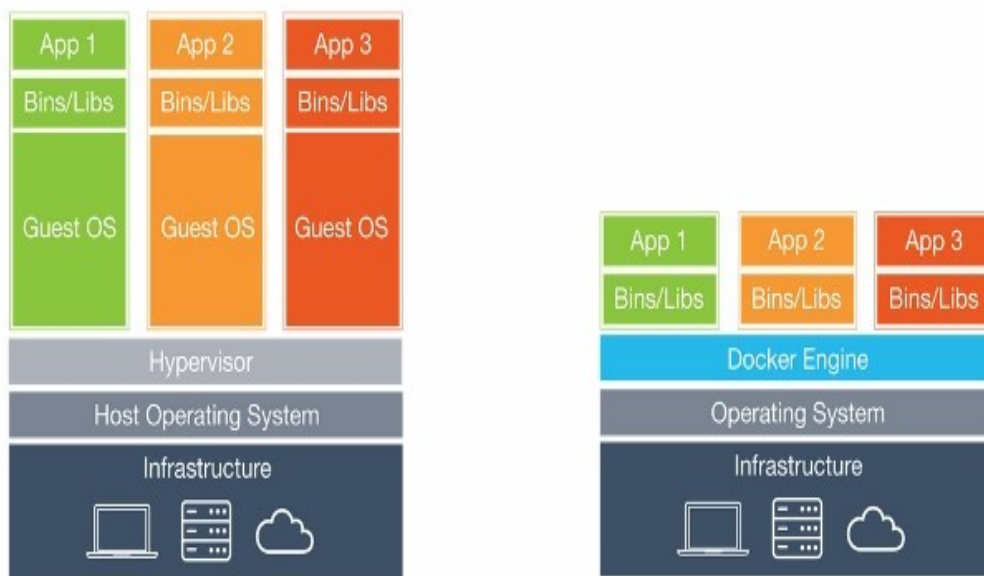 App 1
App 2
App 3
Bins/Libs
Bins/Libs
Bins/Libs
Guest OS
Guest OS
Guest OS
Hypervisor
Host Operating System
Infrastructure
App 1
App 2
App 3
Bins/Libs
Bins/Libs
Bins/Libs
Docker Engine
Operating System
Infrastructure